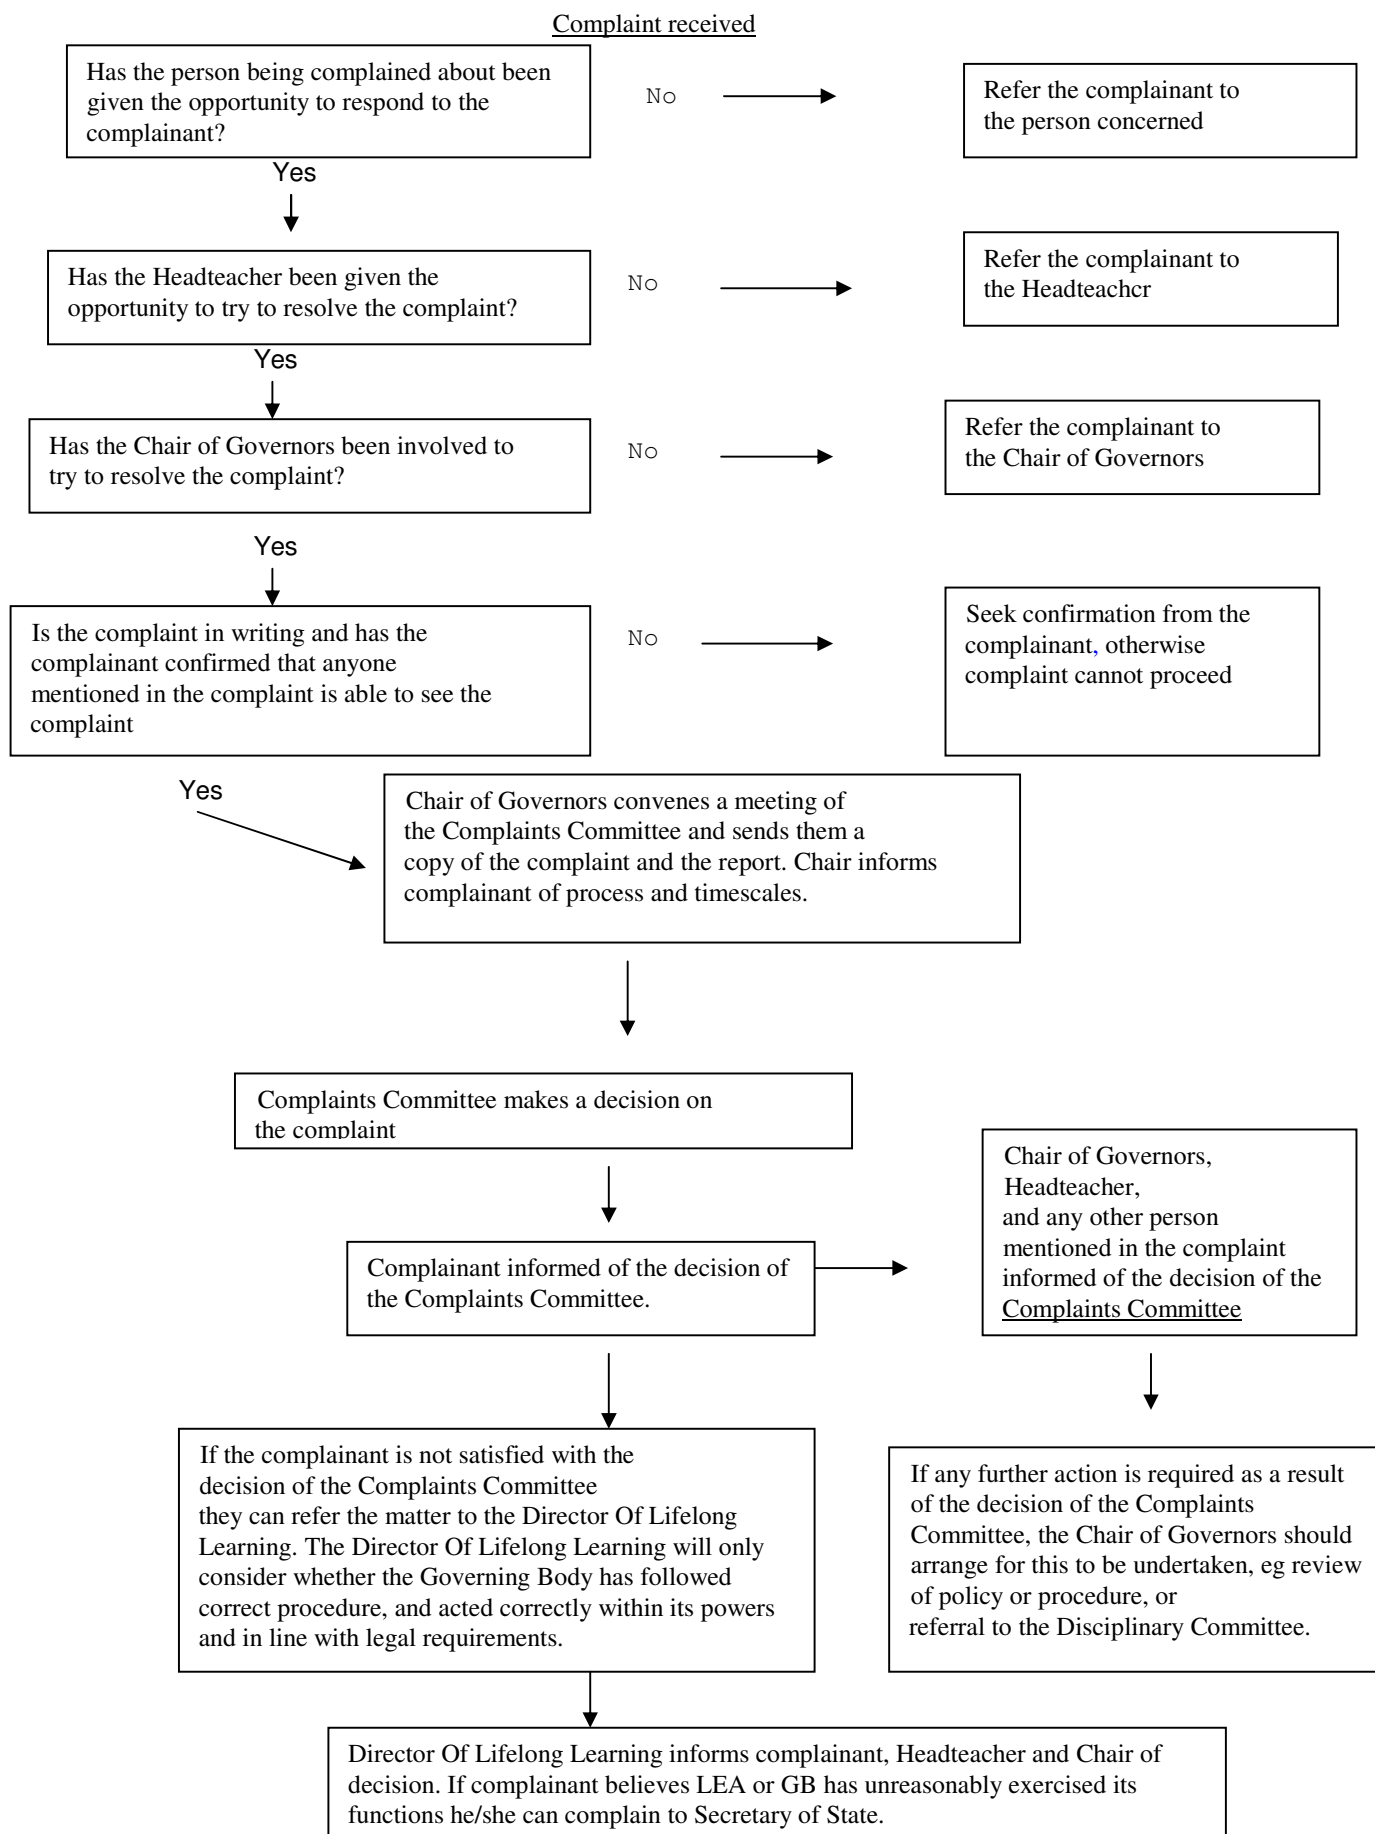 Complaint received
Has the person being complained about been
given the opportunity to respond to the
complainant?
No
Refer the complainant to
the person concerned
Yes
Has the Headteacher been given the
opportunity to try to resolve the complaint?
No
Refer the complainant to
the Headteachcr
Yes
Has the Chair of Governors been involved to
try to resolve the complaint?
No
Refer the complainant to
the Chair of Governors
Yes
Is the complaint in writing and has the
complainant confirmed that anyone
mentioned in the complaint is able to see the
complaint
No
Seek confirmation from the
complainant, otherwise
complaint cannot proceed
Yes
Chair of Governors convenes a meeting of
the Complaints Committee and sends them a
copy of the complaint and the report. Chair informs
complainant of process and timescales.
Complaints Committee makes a decision on
the complaint
Complainant informed of the decision of
the Complaints Committee.
Chair of Governors,
Headteacher,
and any other person
mentioned in the complaint
informed of the decision of the
Complaints Committee
If the complainant is not satisfied with the
decision of the Complaints Committee
they can refer the matter to the Director Of Lifelong
Learning. The Director Of Lifelong Learning will only
consider whether the Governing Body has followed
correct procedure, and acted correctly within its powers
and in line with legal requirements.
If any further action is required as a result
of the decision of the Complaints
Committee, the Chair of Governors should
arrange for this to be undertaken, eg review
of policy or procedure, or
referral to the Disciplinary Committee.
Director Of Lifelong Learning informs complainant, Headteacher and Chair of
decision. If complainant believes LEA or GB has unreasonably exercised its
functions he/she can complain to Secretary of State.